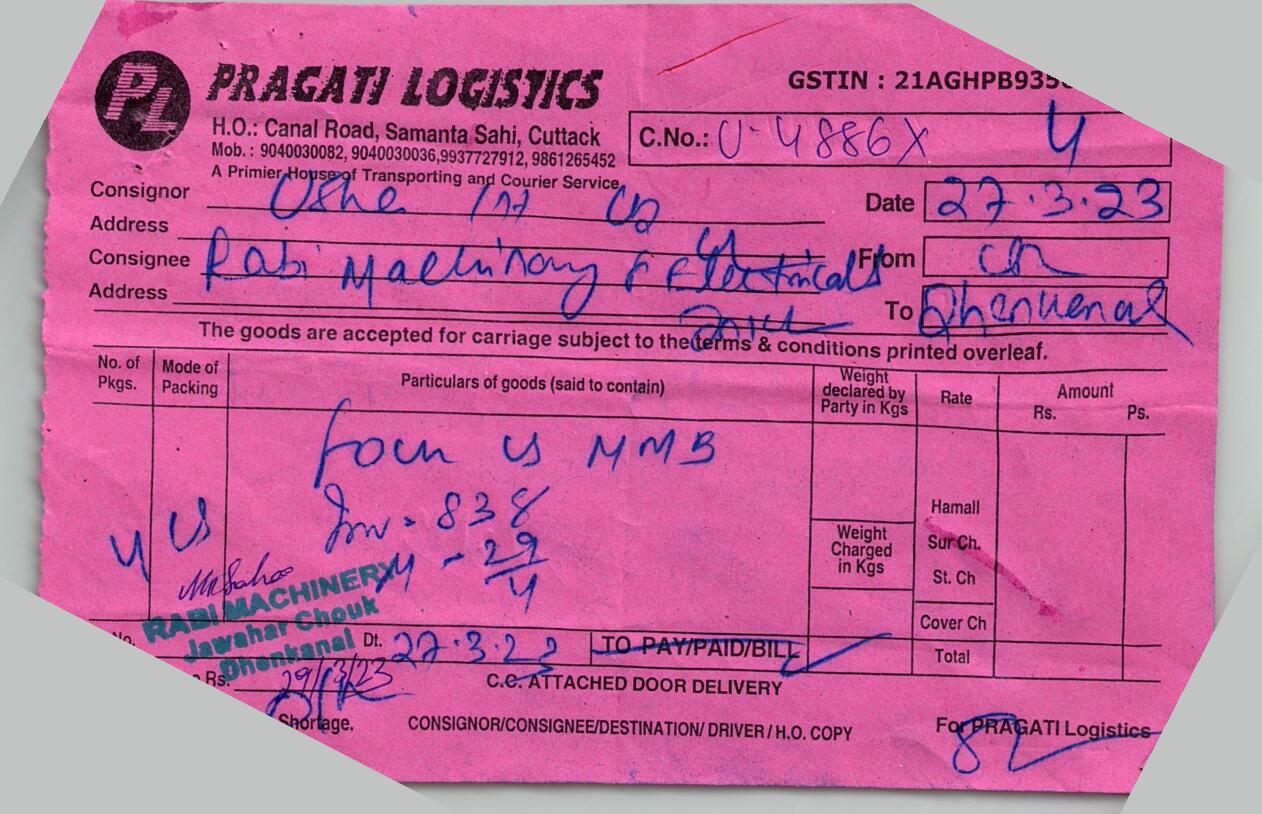 PL
PRAGATI LOGISTICS
GSTIN : 21AGHPB935
H.O.: Canal Road, Samanta Sahi, Cuttack
C.No.: U-4886X 4
Mob. : 9040030082, 9040030036,9937727912, 9861265452
A Primier House of Transporting and Courier Service
Consignor Usha Int
Date 27.3.23
Address
From
Consignee Rabi Machinary & Electricals
Address
To Dhenkenal
The goods are accepted for carriage subject to the terms & conditions printed overleaf.
No. of Pkgs.
Mode of Packing
Particulars of goods (said to contain)
Weight declared by Party in Kgs
Rate
Amount
Rs. Ps.
MMB
Inv - 838
29
4
4
Hamall
Weight Charged in Kgs
Sur Ch.
St. Ch
Cover Ch
Total
RABI MACHINERY
Jawahar Chouk
Dhenkanal
No.
Dt. 27.3.23
TO PAY/PAID/BILL
Rs.
29/3/23
C.C. ATTACHED DOOR DELIVERY
Shortage.
CONSIGNOR/CONSIGNEE/DESTINATION/ DRIVER / H.O. COPY
For PRAGATI Logistics